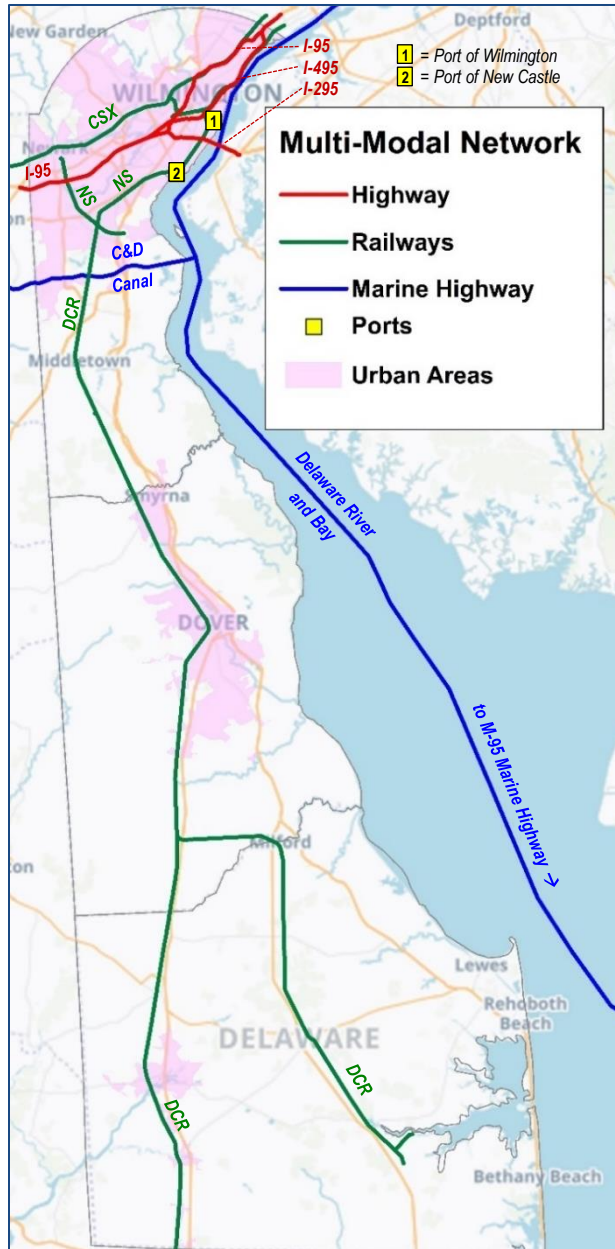 New Garden
Deptford
I-95
1 = Port of Wilmington
I-495
2 = Port of New Castle
I-295
WILMINGTON
CSX
1
Multi-Modal Network
Newark
I-95
NS
NS
2
Highway
Railways
C&D
Canal
Marine Highway
Ports
DCR
Middletown
Urban Areas
Delaware River
and Bay
Smyrna
DOVER
to M-95 Marine Highway →
Milford
Lewes
Rehoboth
Beach
DELAWARE
DCR
DCR
Bethany Beach